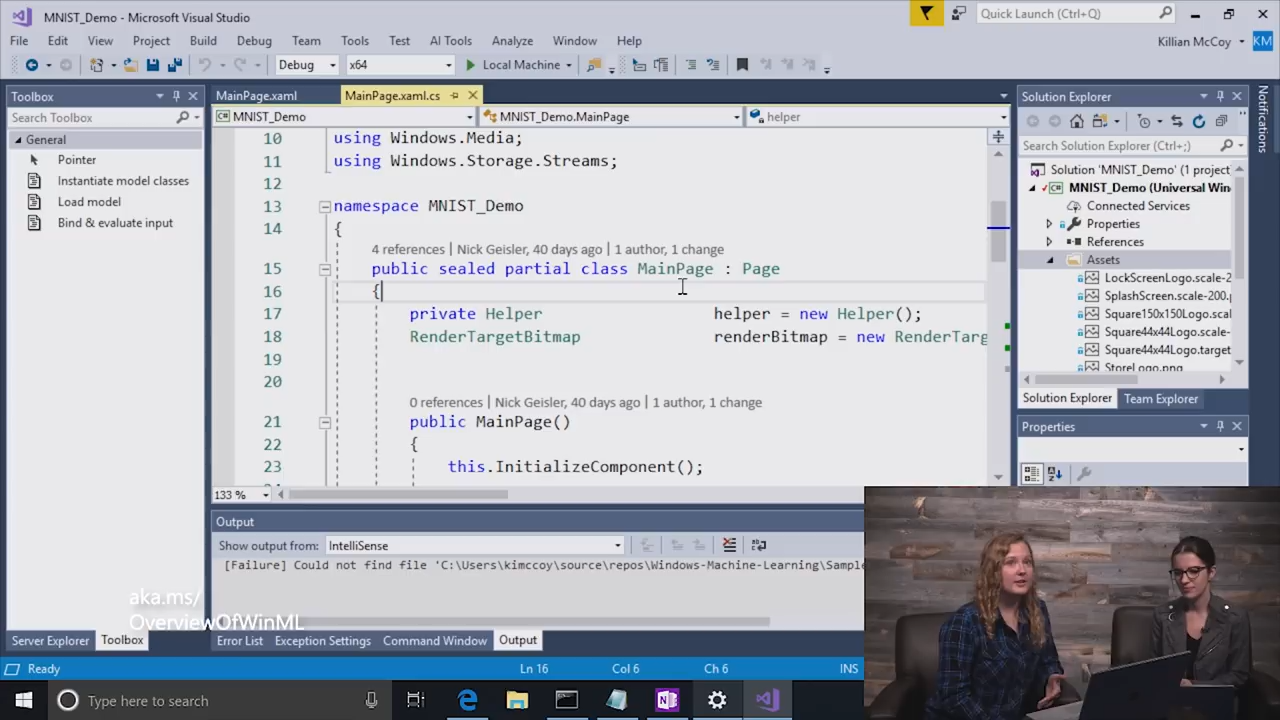 MNIST_Demo - Microsoft Visual Studio
Quick Launch (Ctrl+Q)
File Edit View Project Build Debug Team Tools Test AI Tools Analyze Window Help
Killian McCoy
KM
Debug x64 Local Machine
Toolbox
Search Toolbox
General
Pointer
Instantiate model classes
Load model
Bind & evaluate input
MainPage.xaml MainPage.xaml.cs
MNIST_Demo MNIST_Demo.MainPage helper
10 using Windows.Media;
11 using Windows.Storage.Streams;
12
13 namespace MNIST_Demo
14 {
4 references | Nick Geisler, 40 days ago | 1 author, 1 change
15 public sealed partial class MainPage : Page
16 {
17 private Helper helper = new Helper();
18 RenderTargetBitmap renderBitmap = new RenderTarg
19
20
0 references | Nick Geisler, 40 days ago | 1 author, 1 change
21 public MainPage()
22 {
23 this.InitializeComponent();
133 %
Solution Explorer
Search Solution Explorer (Ctrl+;)
Solution 'MNIST_Demo' (1 project
MNIST_Demo (Universal Win
Connected Services
Properties
References
Assets
LockScreenLogo.scale-2
SplashScreen.scale-200.p
Square150x150Logo.sca
Square44x44Logo.scale-
Square44x44Logo.target
StoreLogo.png
Solution Explorer Team Explorer
Properties
Notifications
Output
Show output from: IntelliSense
[Failure] Could not find file 'C:\Users\kimccoy\source\repos\Windows-Machine-Learning\Sample
aka.ms/
OverviewOfWinML
Server Explorer Toolbox
Error List Exception Settings Command Window Output
Ready Ln 16 Col 6 Ch 6 INS
Type here to search